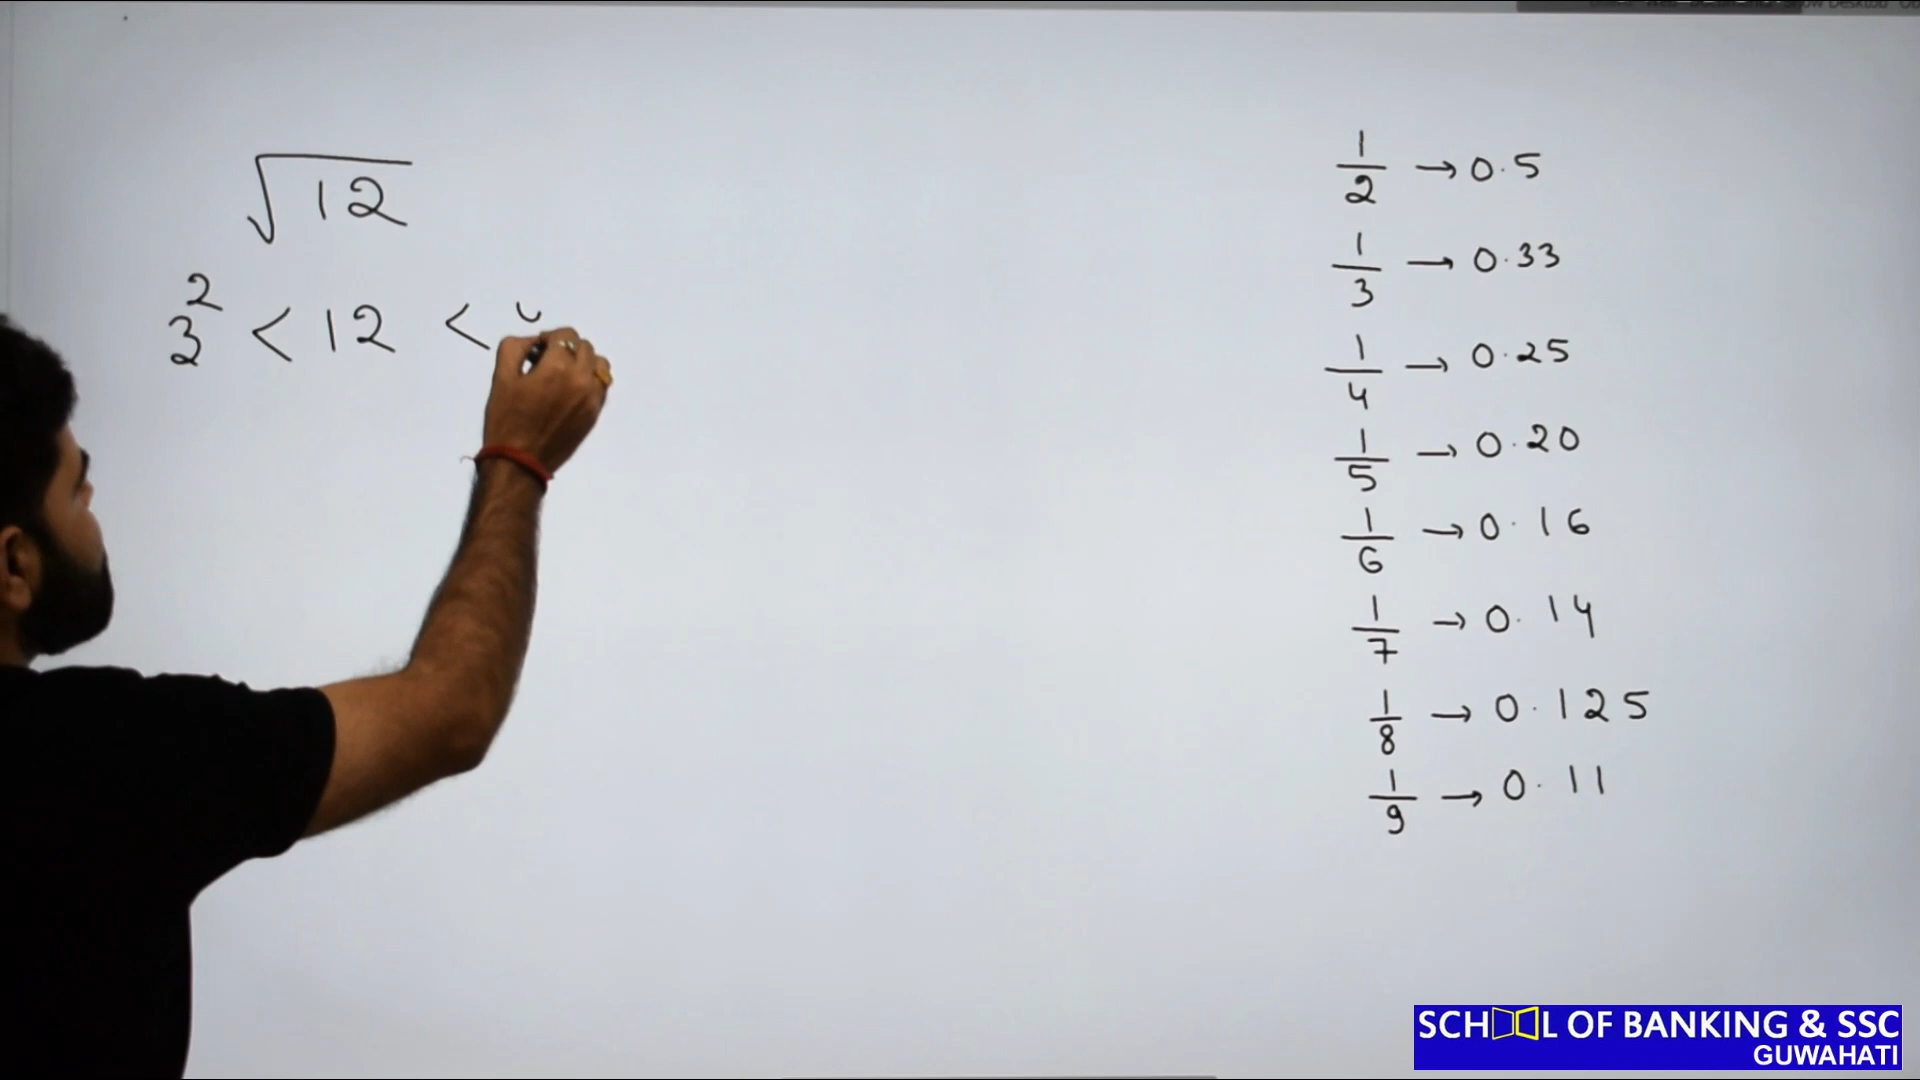 √12
3² < 12 <
1/2 → 0.5
1/3 → 0.33
1/4 → 0.25
1/5 → 0.20
1/6 → 0.16
1/7 → 0.14
1/8 → 0.125
1/9 → 0.11
SCHOOL OF BANKING & SSC
GUWAHATI